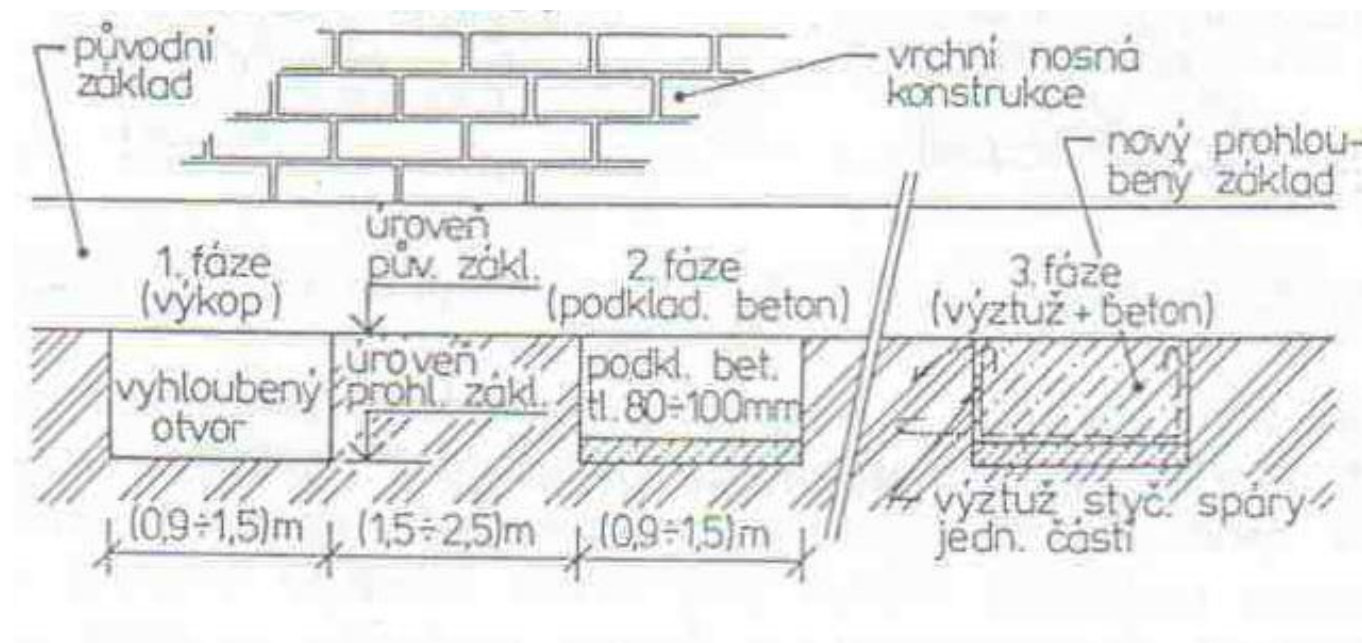 původní
základ
vrchní nosná
konstrukce
nový prohlou-
bený základ
1. fáze
(výkop)
úroveň
pův. zákl.
2. fáze
(podklad. beton)
3. fáze
(výztuž + beton)
vyhloubený
otvor
úroveň
prohl. zákl.
podkl. bet.
tl. 80÷100mm
výztuž styč. spáry
jedn. částí
(0,9÷1,5)m
(1,5÷2,5)m
(0,9÷1,5)m